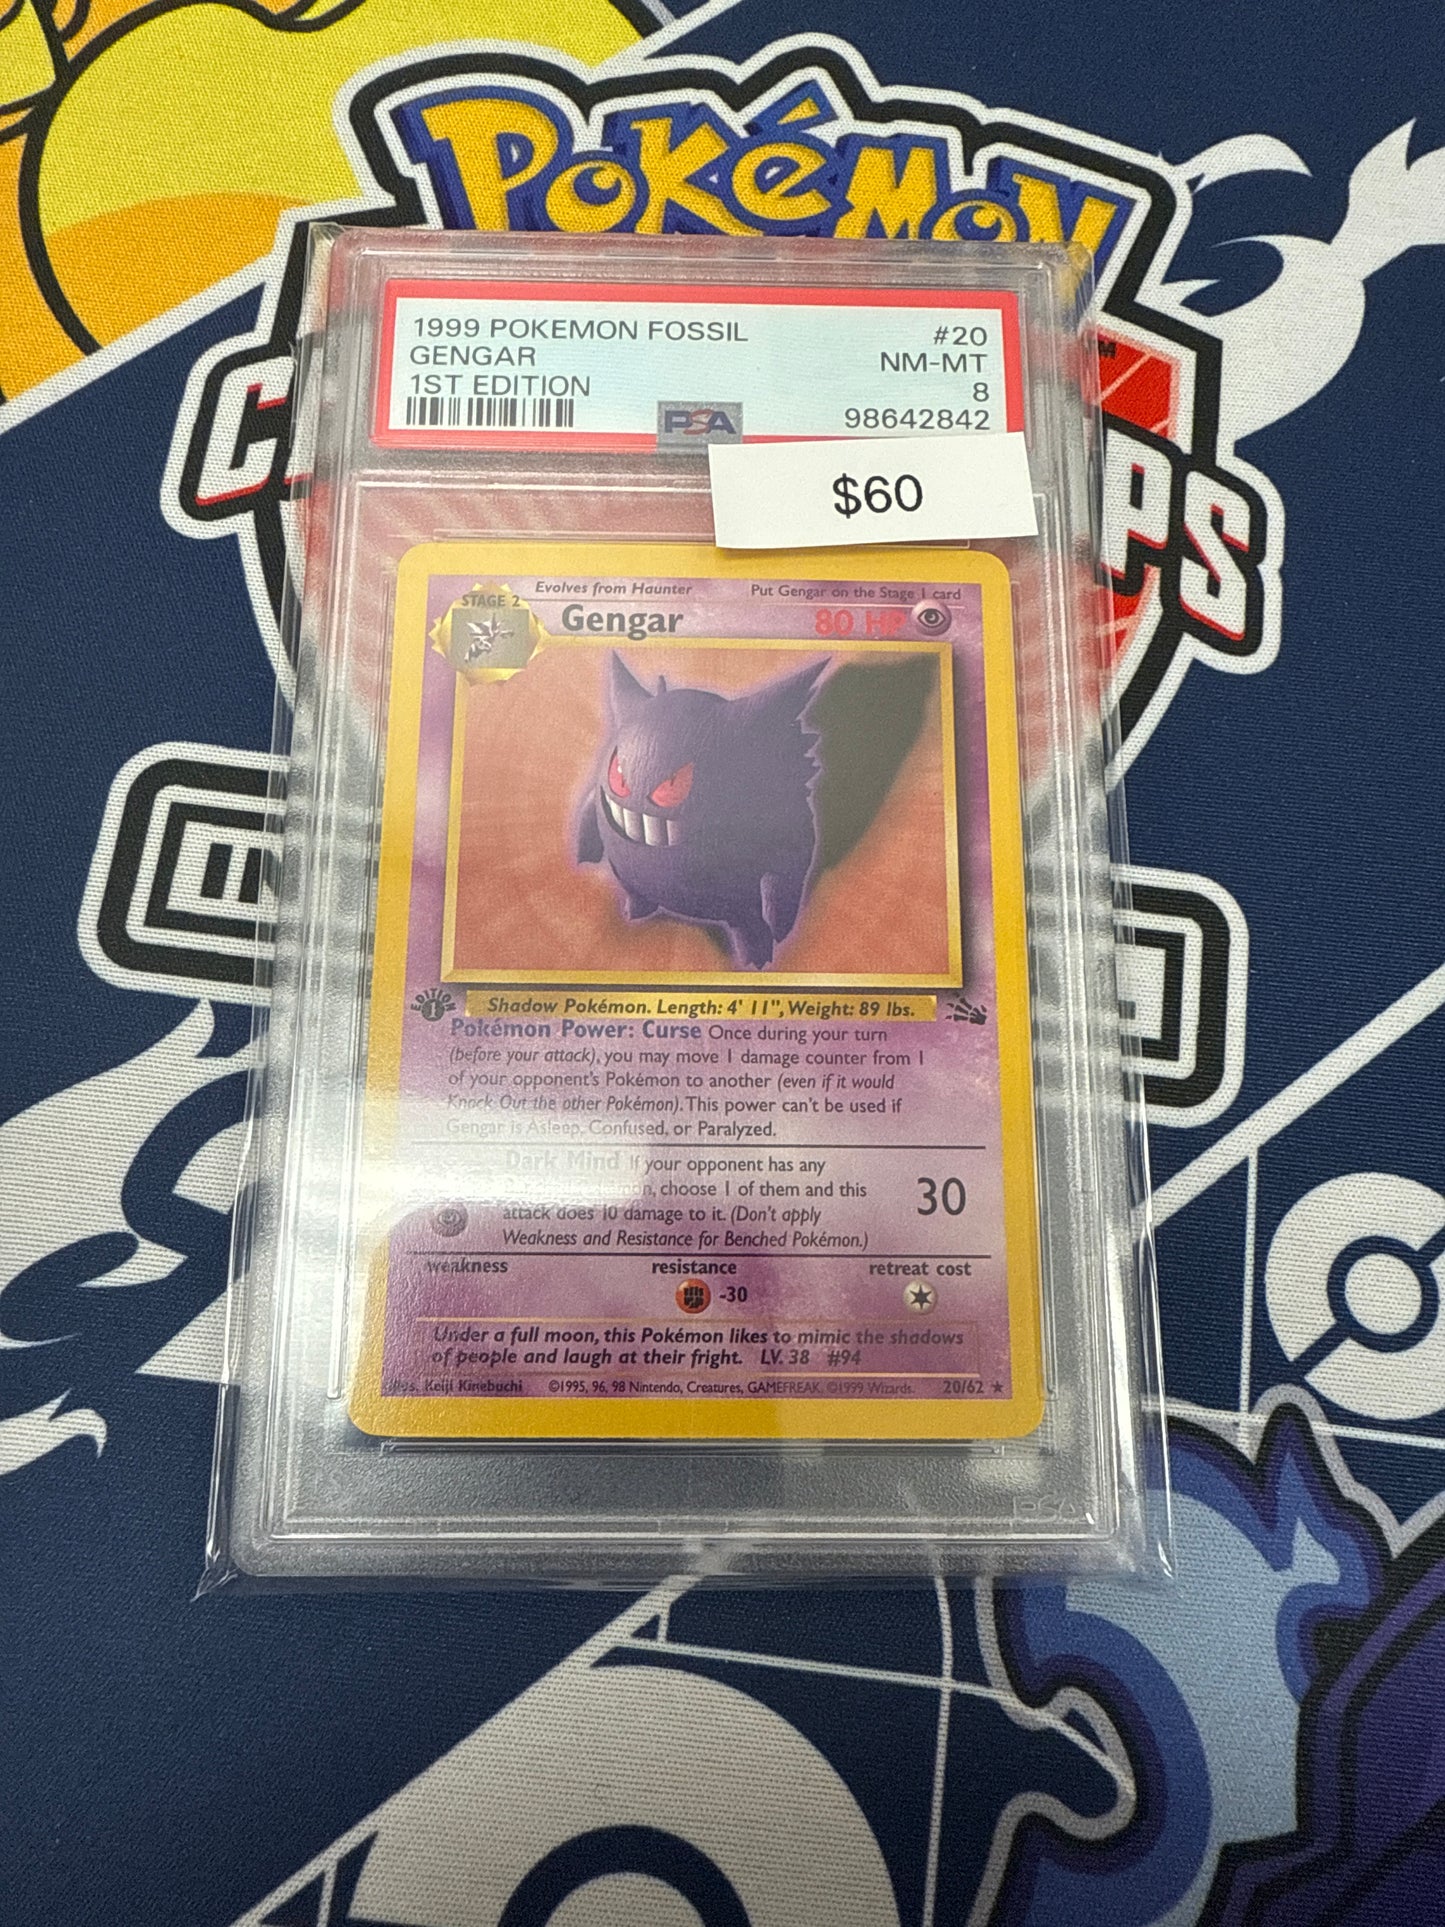 POKéMON
1999 POKEMON FOSSIL #20
GENGAR NM-MT
1ST EDITION 8
PSA 98642842
$60
Evolves from Haunter Put Gengar on the Stage 1 card
STAGE 2
Gengar 80 HP
EDITION 1
Shadow Pokémon. Length: 4' 11", Weight: 89 lbs.
Pokémon Power: Curse Once during your turn
(before your attack), you may move 1 damage counter from 1
of your opponent's Pokémon to another (even if it would
Knock Out the other Pokémon). This power can't be used if
Gengar is Asleep, Confused, or Paralyzed.
Dark Mind If your opponent has any
choose 1 of them and this
30
attack does 10 damage to it. (Don't apply
Weakness and Resistance for Benched Pokémon.)
weakness resistance retreat cost
-30
Under a full moon, this Pokémon likes to mimic the shadows
of people and laugh at their fright. LV. 38 #94
Illus. Keiji Kinebuchi ©1995, 96, 98 Nintendo, Creatures, GAMEFREAK. ©1999 Wizards. 20/62 ★
PSA